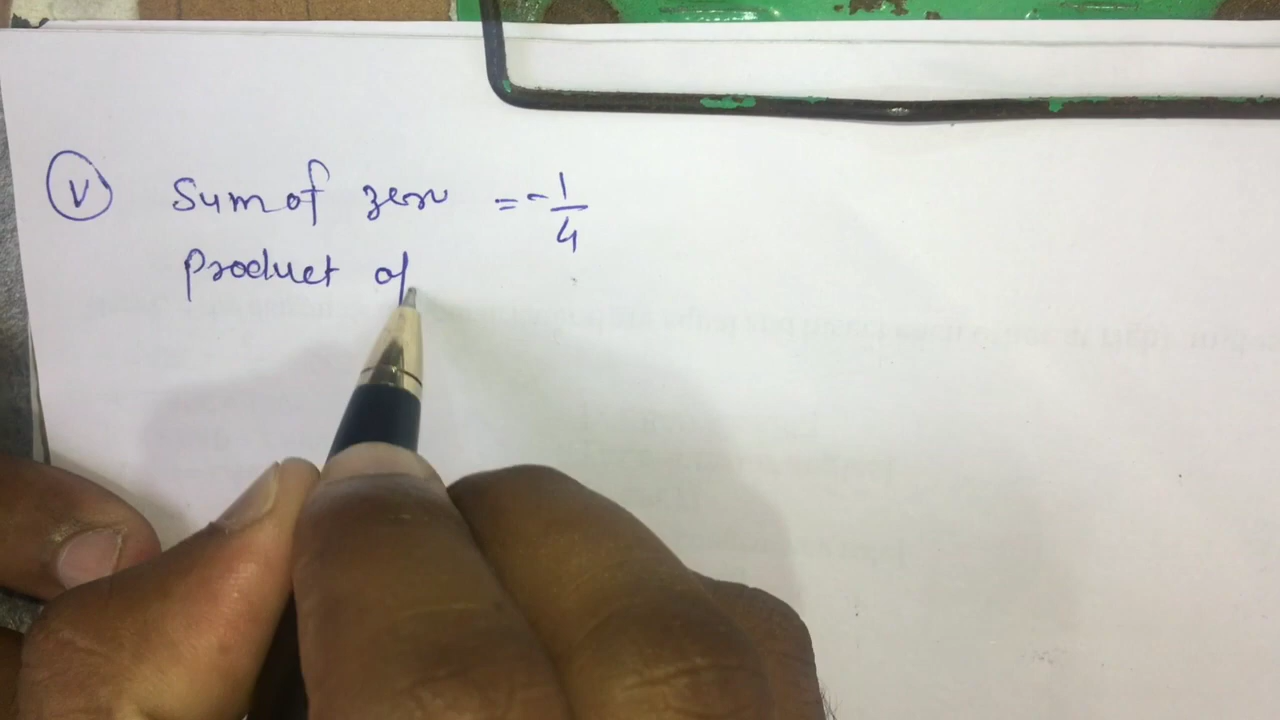 (V) Sum of zero = -1/4
Product of